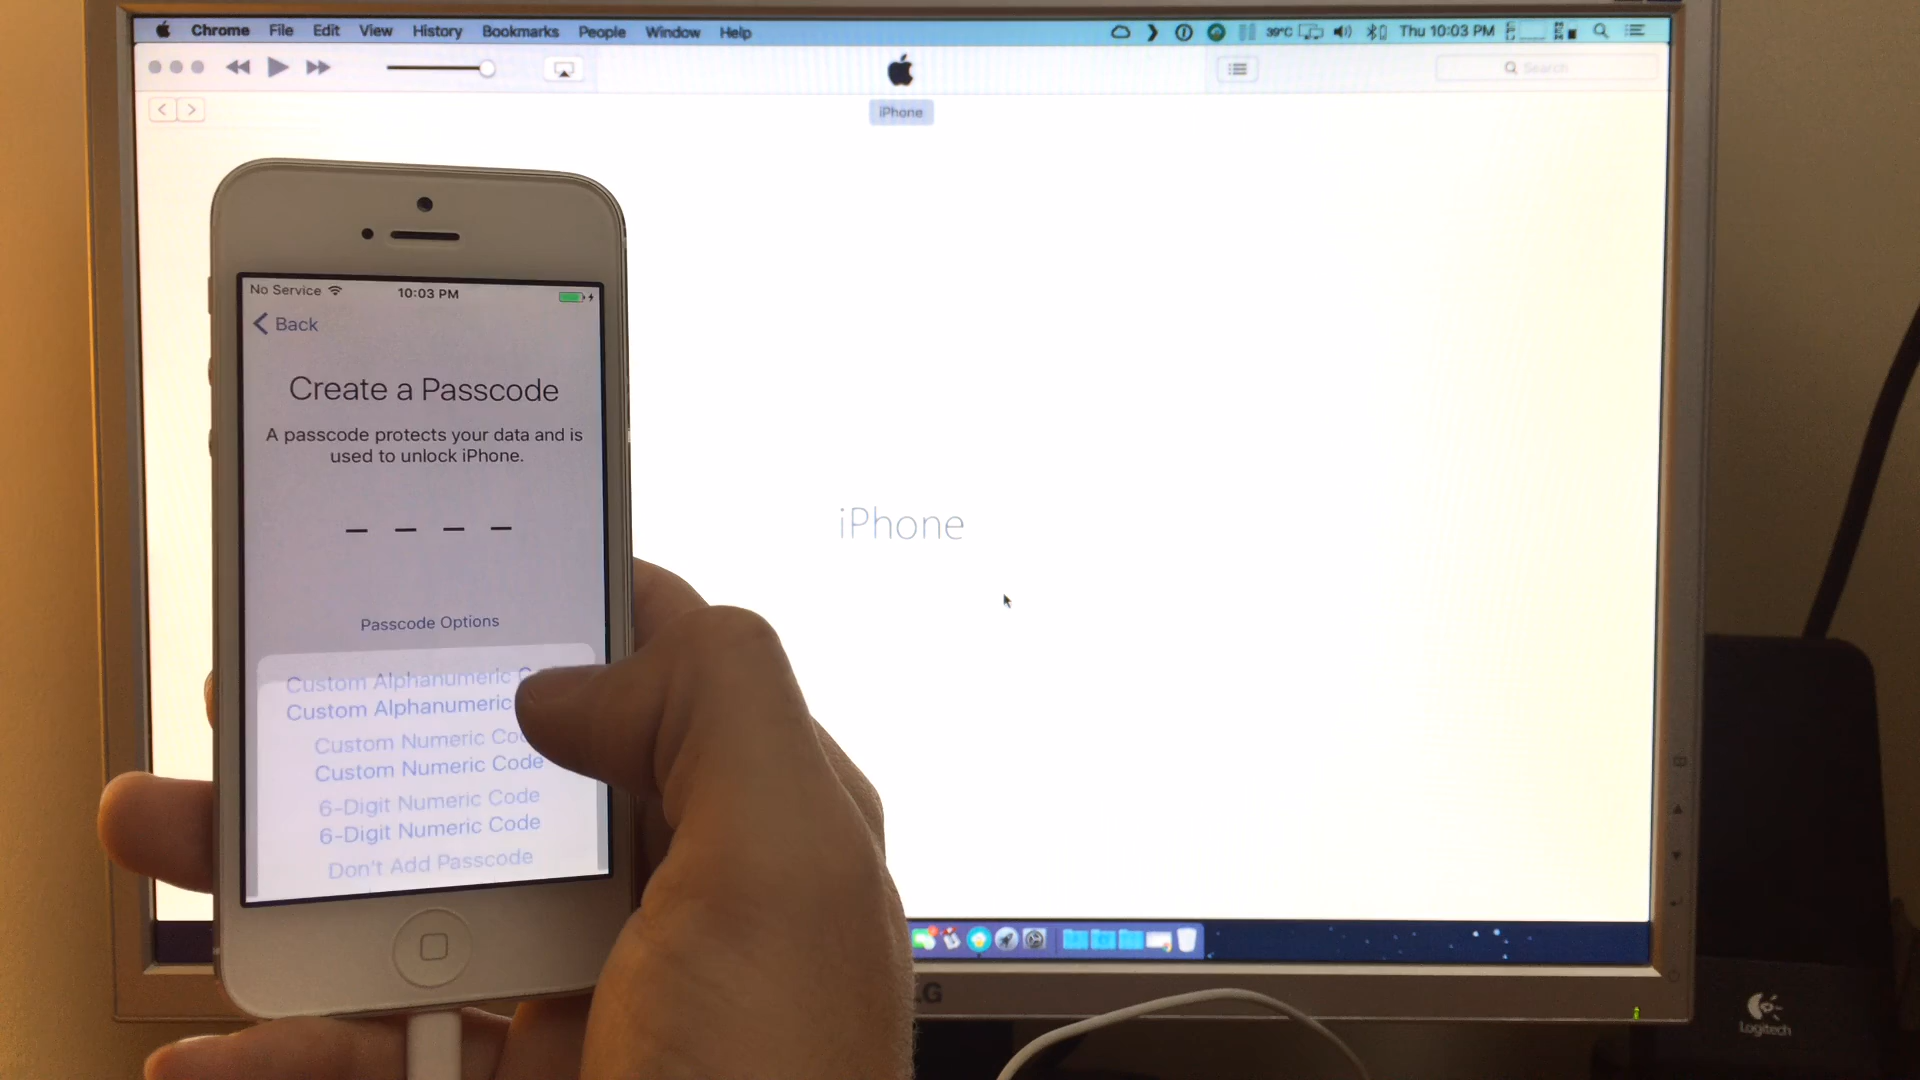 Chrome File Edit View History Bookmarks People Window Help
39°C Thu 10:03 PM
Search
iPhone
No Service 10:03 PM
Back
Create a Passcode
A passcode protects your data and is
used to unlock iPhone.
Passcode Options
Custom Alphanumeric C
Custom Alphanumeric
Custom Numeric Co
Custom Numeric Code
6-Digit Numeric Code
6-Digit Numeric Code
Don't Add Passcode
iPhone
LG
Logitech